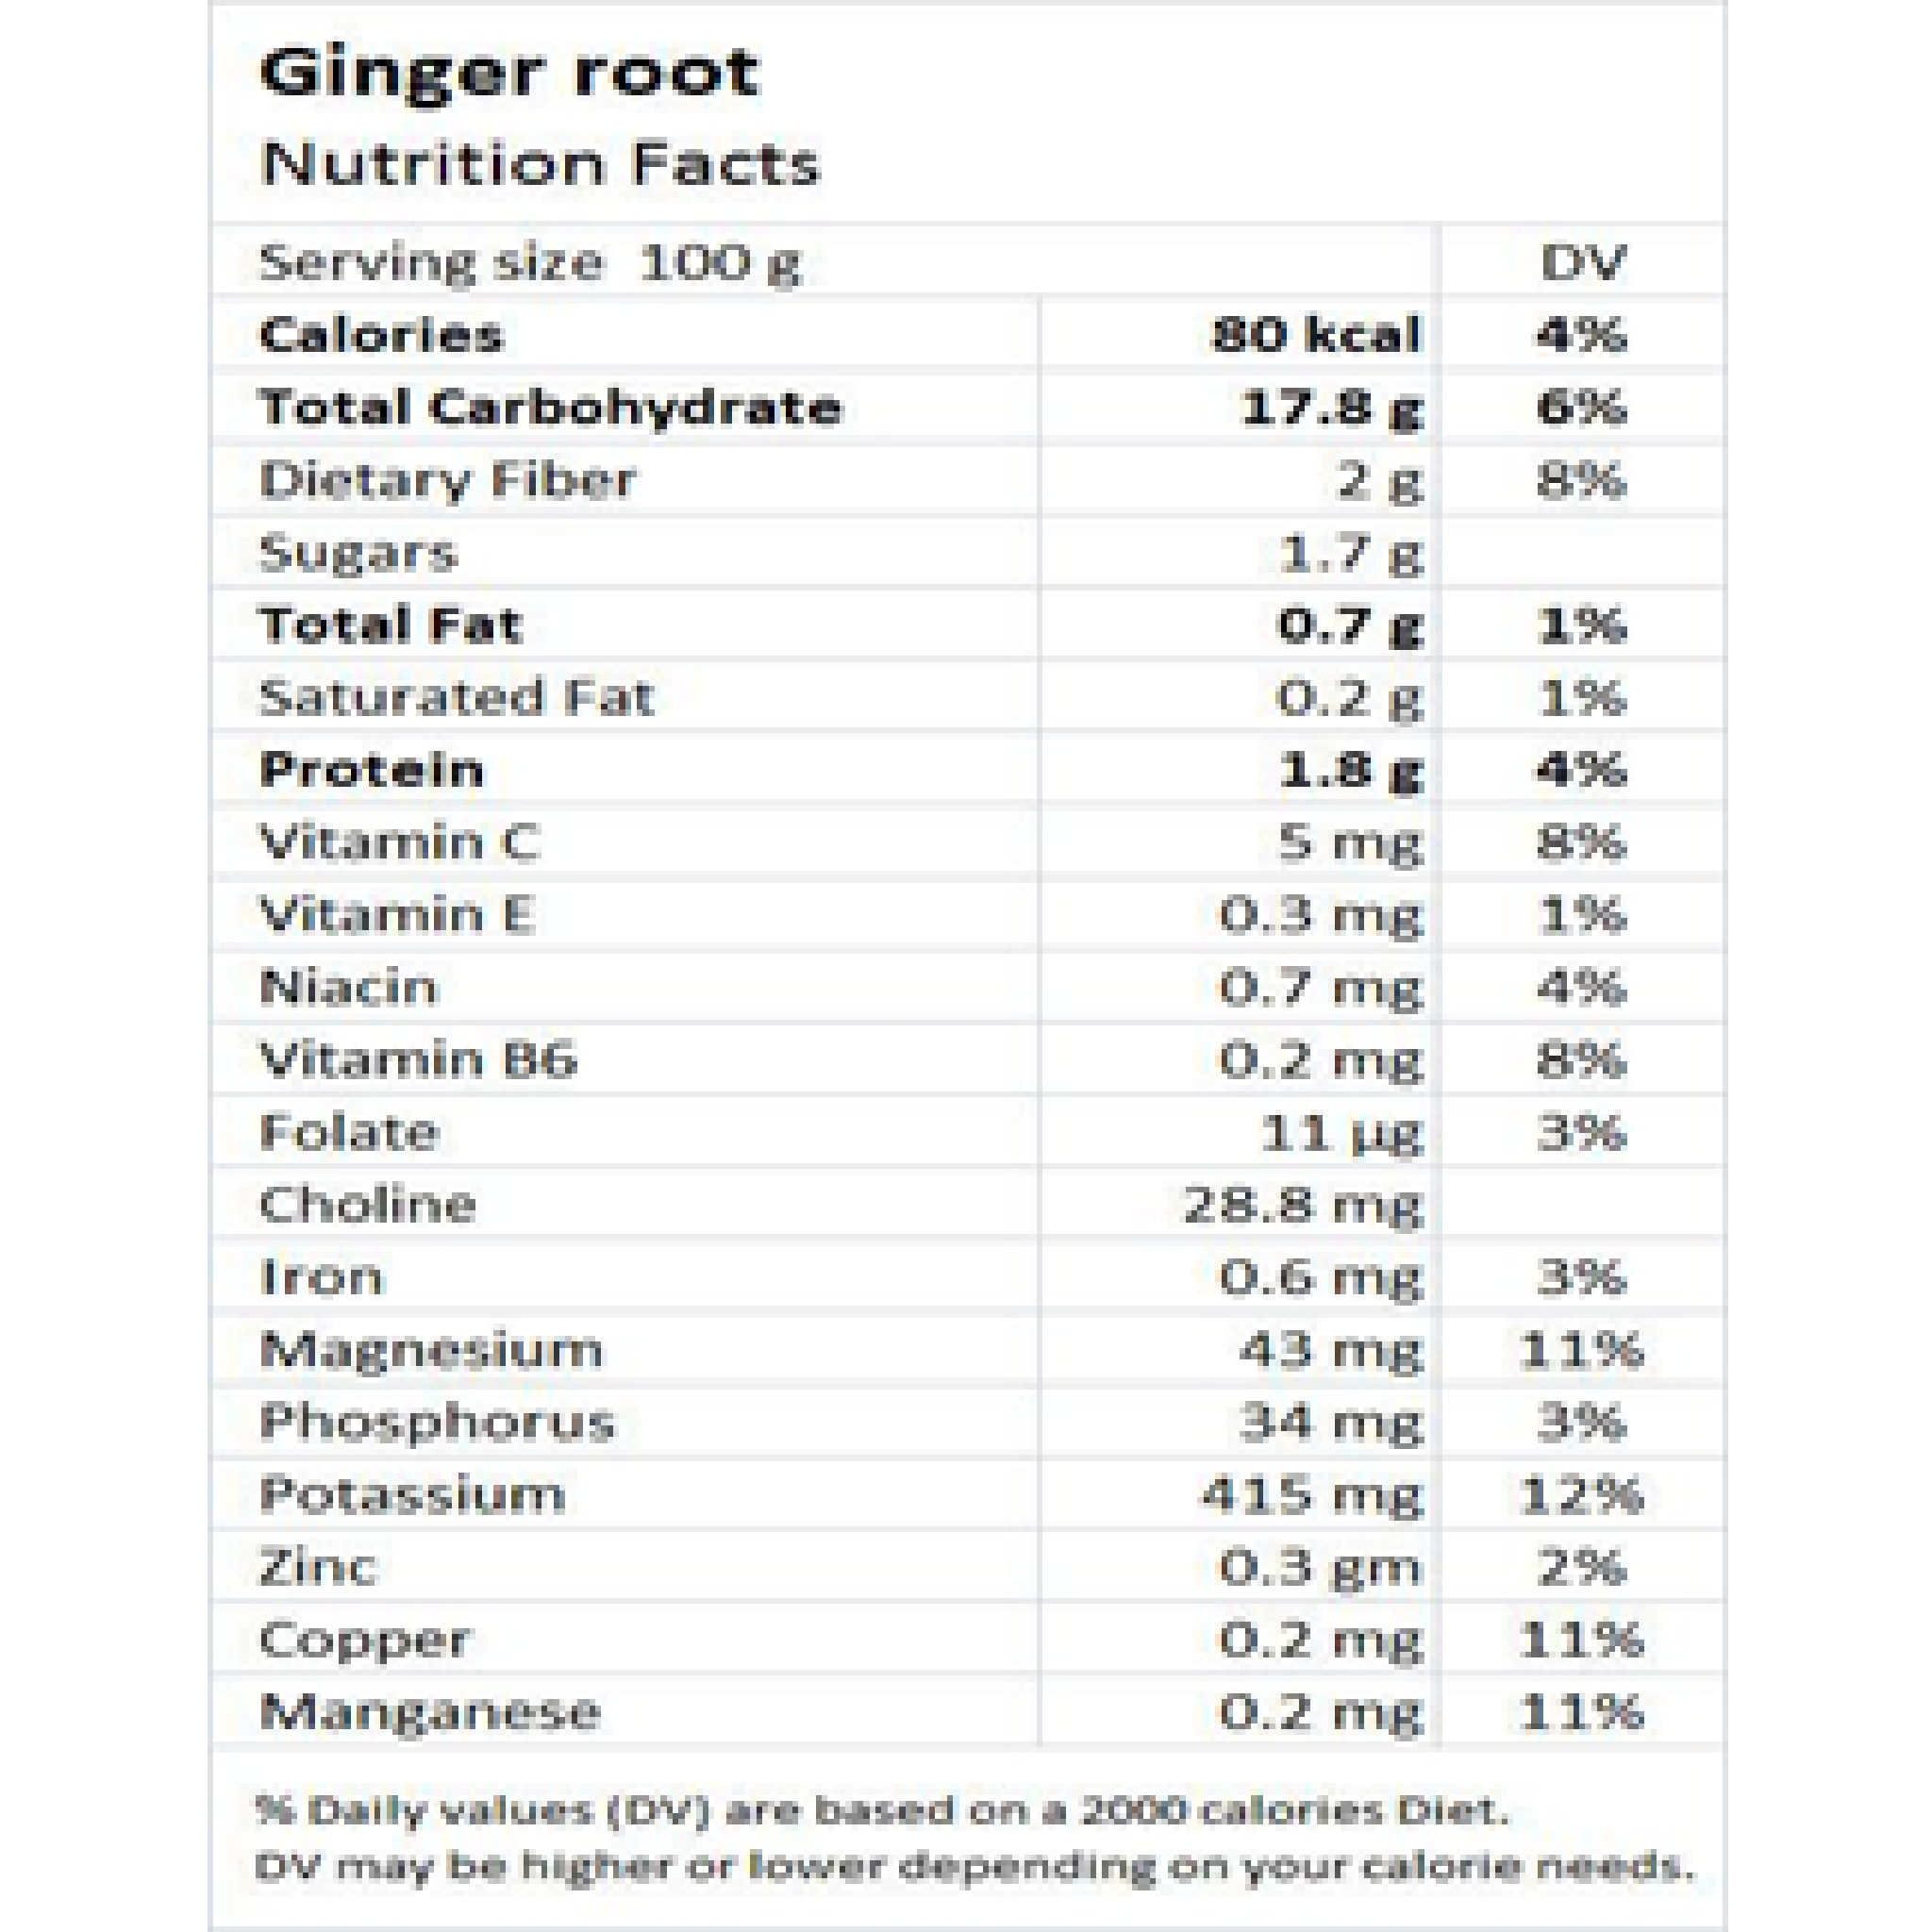 Ginger root
Nutrition Facts
Serving size 100 g DV
Calories 80 kcal 4%
Total Carbohydrate 17.8 g 6%
Dietary Fiber 2 g 8%
Sugars 1.7 g
Total Fat 0.7 g 1%
Saturated Fat 0.2 g 1%
Protein 1.8 g 4%
Vitamin C 5 mg 8%
Vitamin E 0.3 mg 1%
Niacin 0.7 mg 4%
Vitamin B6 0.2 mg 8%
Folate 11 µg 3%
Choline 28.8 mg
Iron 0.6 mg 3%
Magnesium 43 mg 11%
Phosphorus 34 mg 3%
Potassium 415 mg 12%
Zinc 0.3 gm 2%
Copper 0.2 mg 11%
Manganese 0.2 mg 11%
% Daily values (DV) are based on a 2000 calories Diet.
DV may be higher or lower depending on your calorie needs.